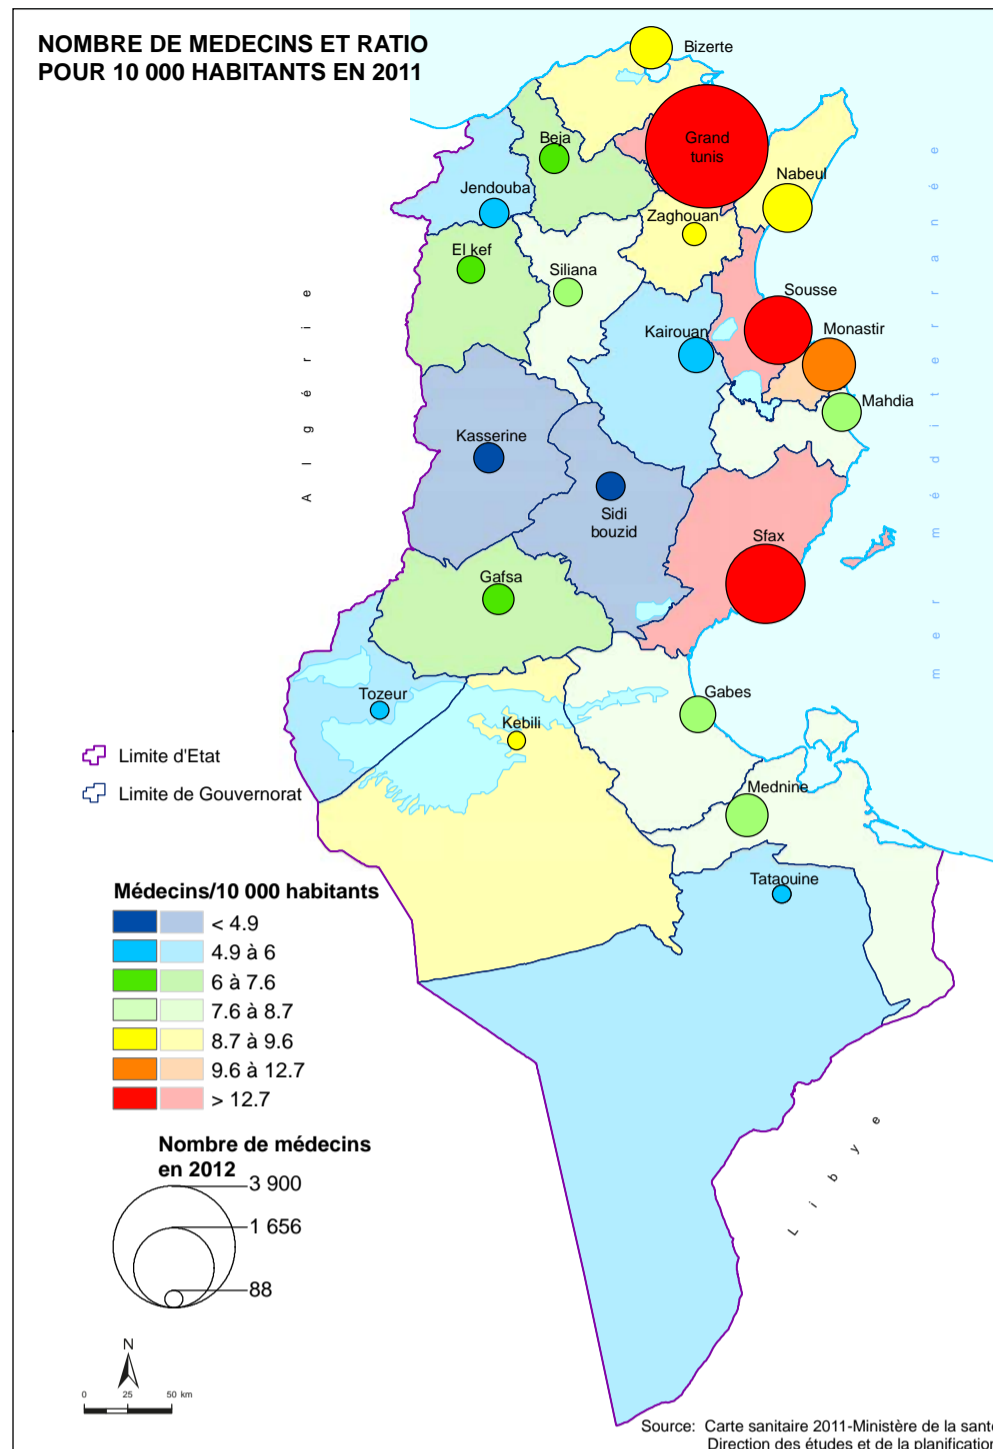 NOMBRE DE MEDECINS ET RATIO
POUR 10 000 HABITANTS EN 2011
Bizerte
Grand
tunis
Beja
Nabeul
Jendouba
Zaghouan
El kef
Siliana
Sousse
Kairouan
Monastir
Mahdia
Kasserine
Sidi
bouzid
Sfax
Gafsa
Tozeur
Kebili
Gabes
Mednine
Tataouine
Algérie
mer méditerranée
Libye
Limite d'Etat
Limite de Gouvernorat
Médecins/10 000 habitants
< 4.9
4.9 à 6
6 à 7.6
7.6 à 8.7
8.7 à 9.6
9.6 à 12.7
> 12.7
Nombre de médecins
en 2012
3 900
1 656
88
N
0 25 50 km
Source: Carte sanitaire 2011-Ministère de la santé
Direction des études et de la planification